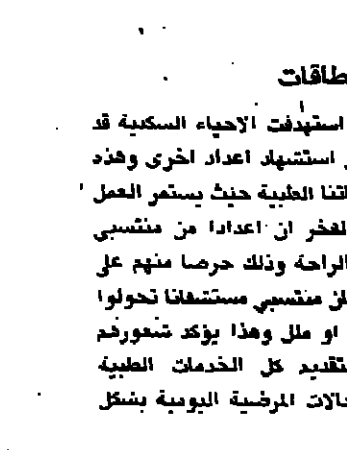 طاقات
استهدفت الاحياء السكنية قد
استشهاد اعداد اخرى وهذه
اتنا الطبية حيث يستمر العمل
لفخر ان اعدادا من منتسبي
الراحة وذلك حرصا منهم على
منتسبي مستشفانا تحولوا
او ملل وهذا يؤكد شعورهم
تقديم كل الخدمات الطبية
حالات المرضية اليومية بشكل